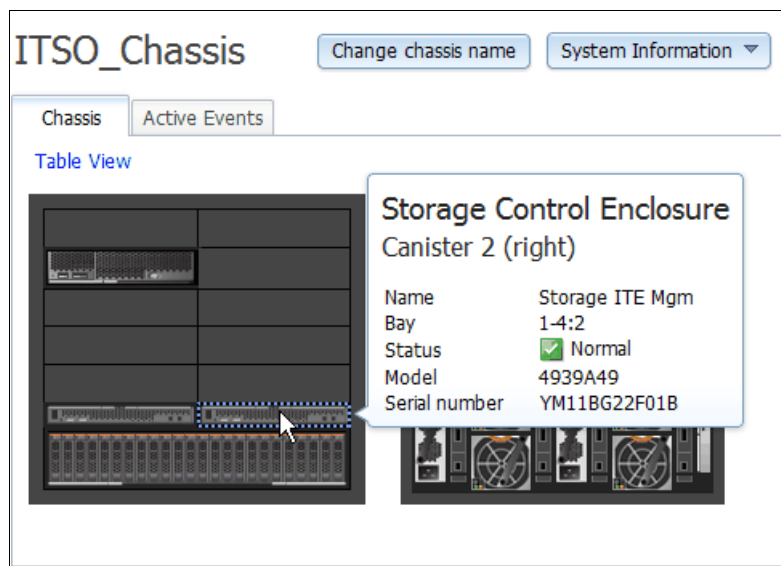 ITSO_Chassis
Change chassis name
System Information
Chassis
Active Events
Table View
Storage Control Enclosure
Canister 2 (right)
Name Storage ITE Mgm
Bay 1-4:2
Status Normal
Model 4939A49
Serial number YM11BG22F01B